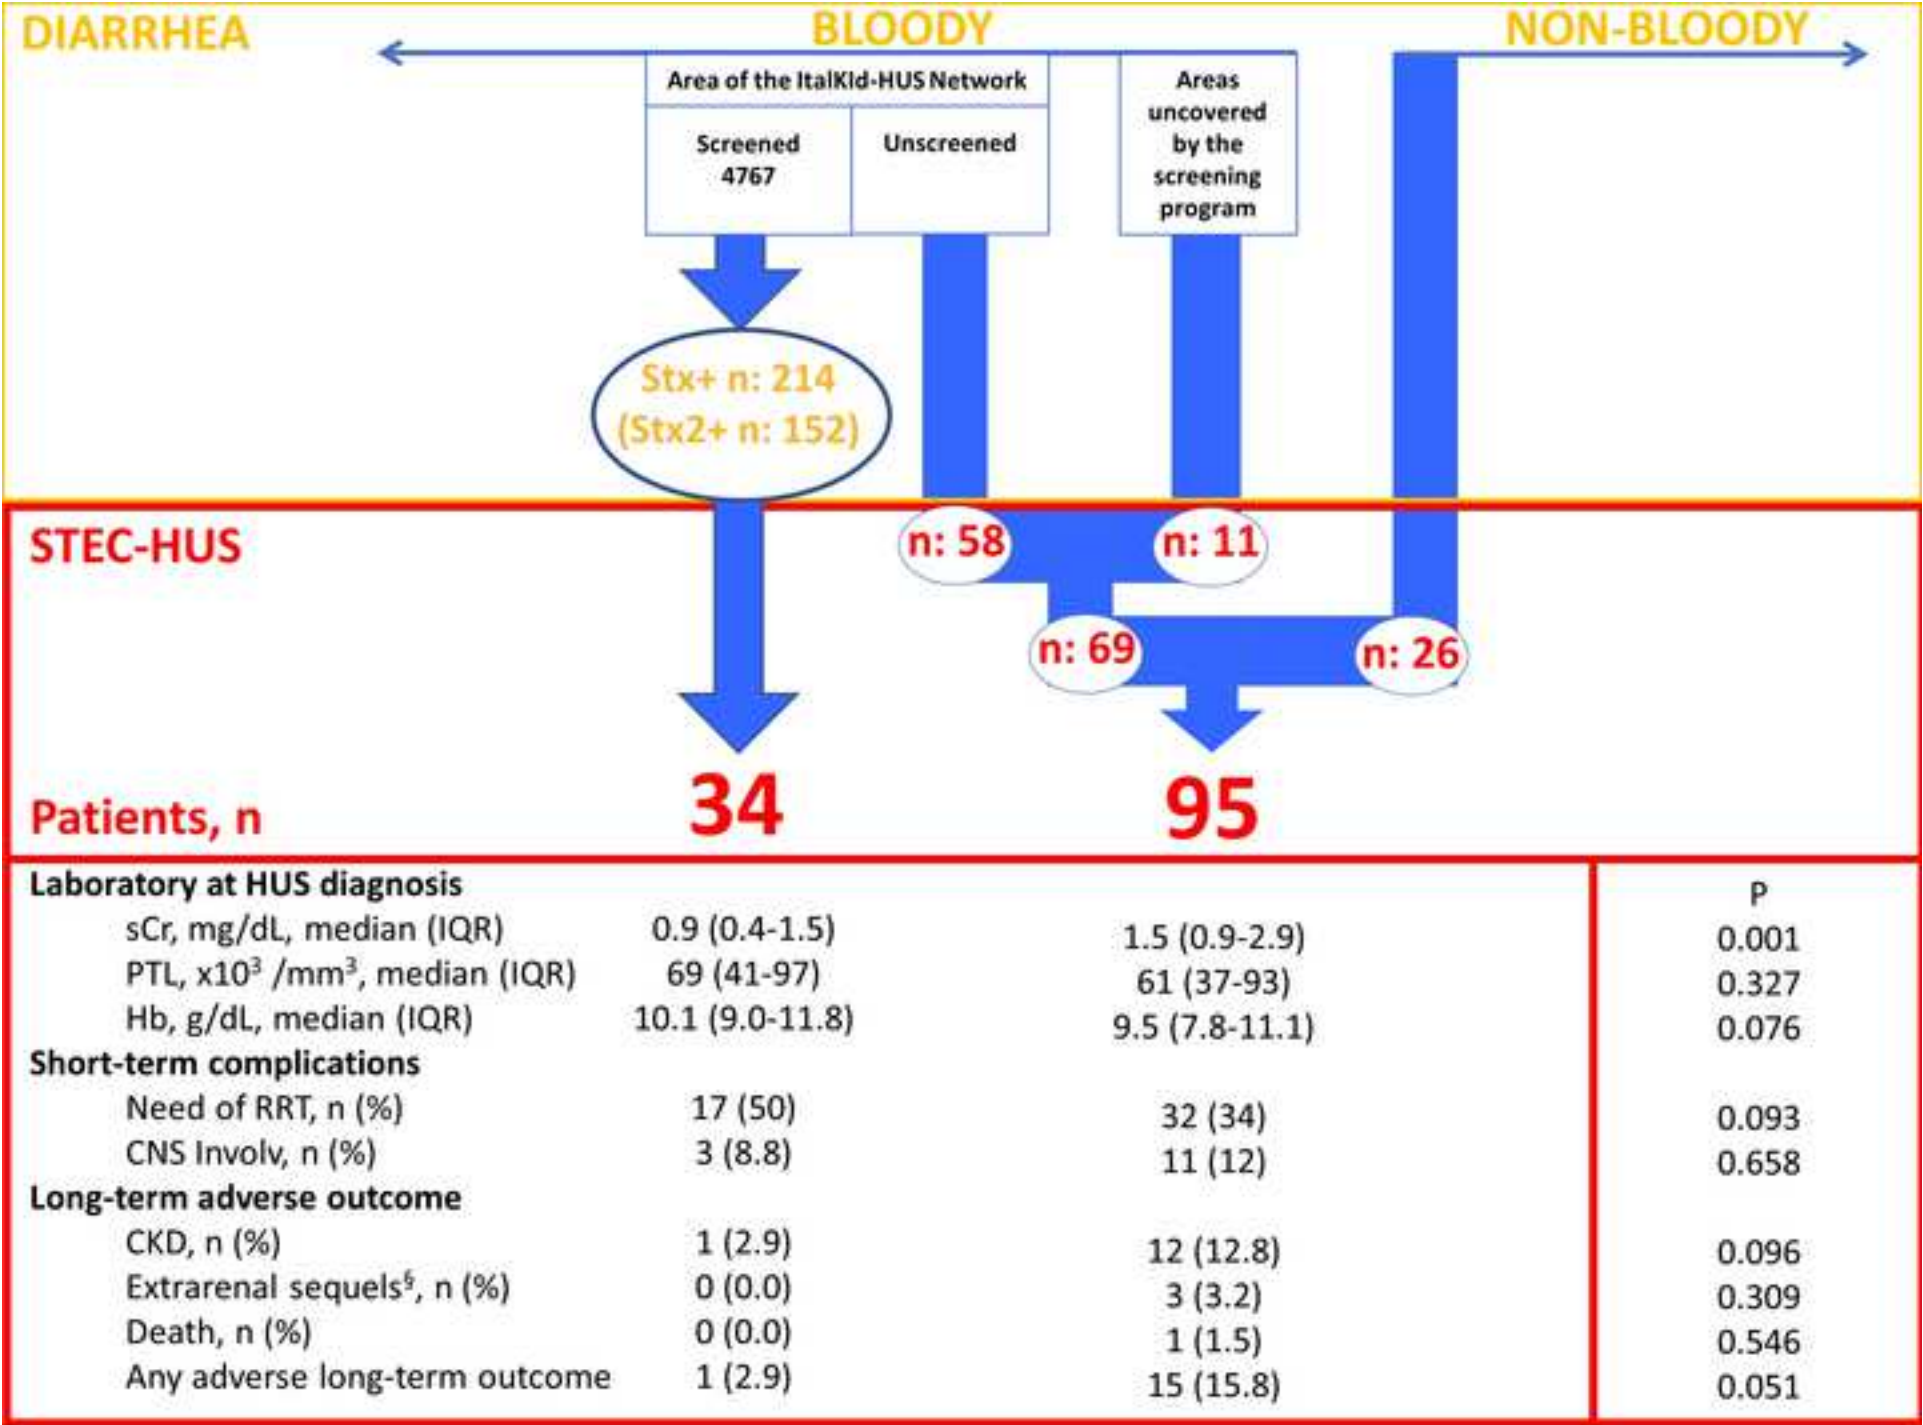 DIARRHEA
BLOODY
NON-BLOODY
Area of the ItalKId-HUS Network
Screened
4767
Unscreened
Areas
uncovered
by the
screening
program
Stx+ n: 214
(Stx2+ n: 152)
STEC-HUS
n: 58
n: 11
n: 69
n: 26
Patients, n
34
95
Laboratory at HUS diagnosis
P
sCr, mg/dL, median (IQR) 0.9 (0.4-1.5) 1.5 (0.9-2.9) 0.001
PTL, x10³ /mm³, median (IQR) 69 (41-97) 61 (37-93) 0.327
Hb, g/dL, median (IQR) 10.1 (9.0-11.8) 9.5 (7.8-11.1) 0.076
Short-term complications
Need of RRT, n (%) 17 (50) 32 (34) 0.093
CNS Involv, n (%) 3 (8.8) 11 (12) 0.658
Long-term adverse outcome
CKD, n (%) 1 (2.9) 12 (12.8) 0.096
Extrarenal sequels§, n (%) 0 (0.0) 3 (3.2) 0.309
Death, n (%) 0 (0.0) 1 (1.5) 0.546
Any adverse long-term outcome 1 (2.9) 15 (15.8) 0.051